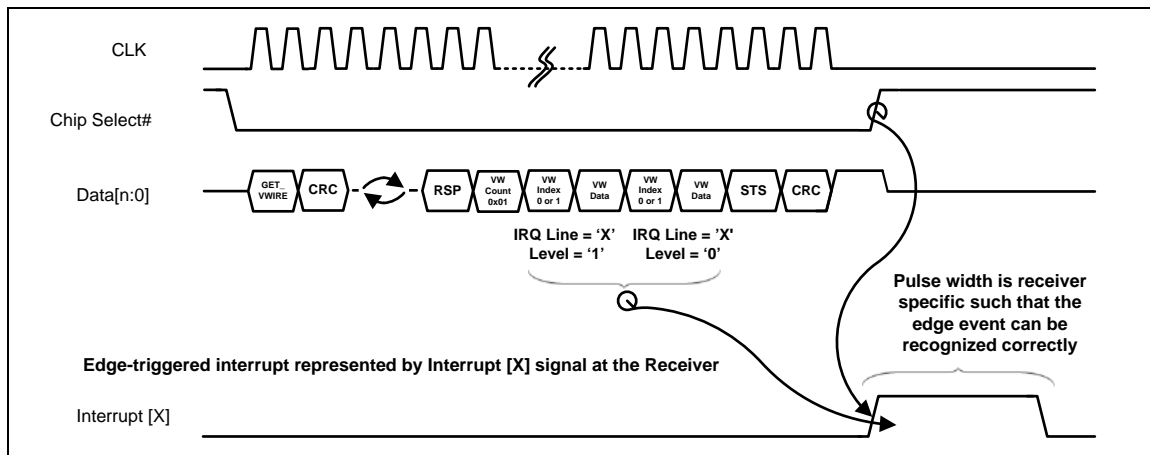 CLK
Chip Select#
Data[n:0]
GET_
VWIRE
CRC
RSP
VW
Count
0x01
VW
Index
0 or 1
VW
Data
VW
Index
0 or 1
VW
Data
STS
CRC
IRQ Line = ‘X’
Level = ‘1’
IRQ Line = ’X'
Level = ‘0’
Pulse width is receiver
specific such that the
edge event can be
recognized correctly
Edge-triggered interrupt represented by Interrupt [X] signal at the Receiver
Interrupt [X]